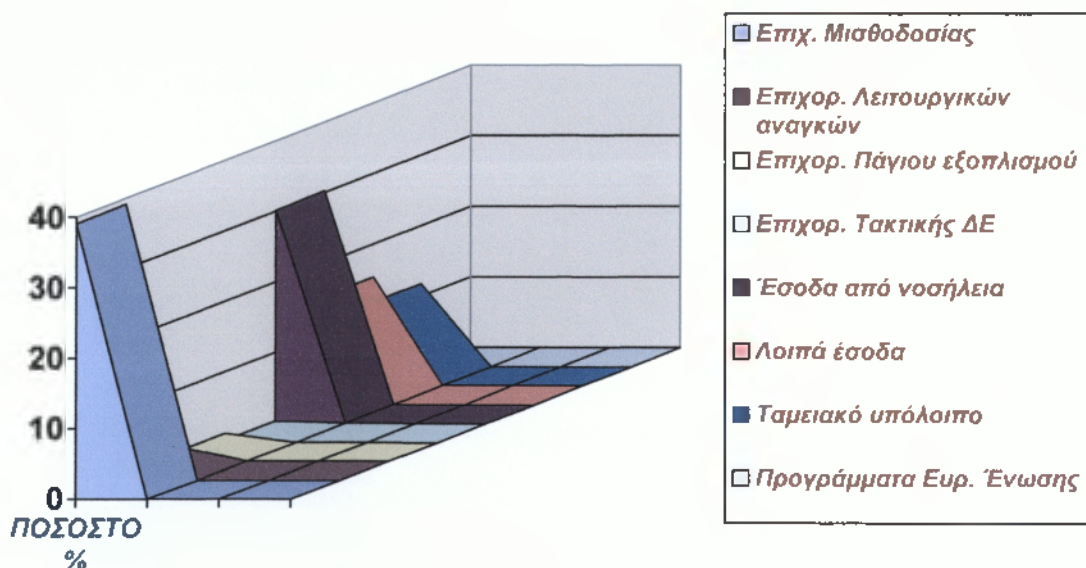 40
30
20
10
0
ΠΟΣΟΣΤΟ
%
Επιχ. Μισθοδοσίας
Επιχορ. Λειτουργικών
αναγκών
Επιχορ. Πάγιου εξοπλισμού
Επιχορ. Τακτικής ΔΕ
Έσοδα από νοσήλεια
Λοιπά έσοδα
Ταμειακό υπόλοιπο
Προγράμματα Ευρ. Ένωσης